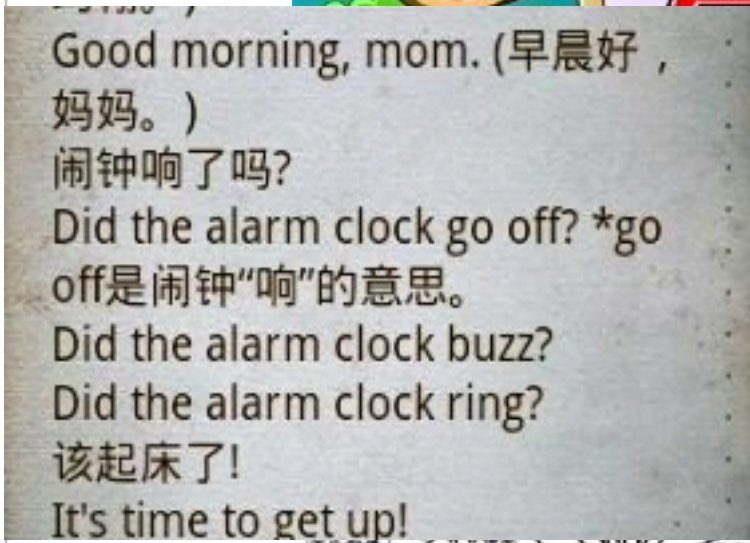 Good morning, mom. (早晨好，
妈妈。)
闹钟响了吗?
Did the alarm clock go off? *go
off是闹钟“响”的意思。
Did the alarm clock buzz?
Did the alarm clock ring?
该起床了!
It's time to get up!